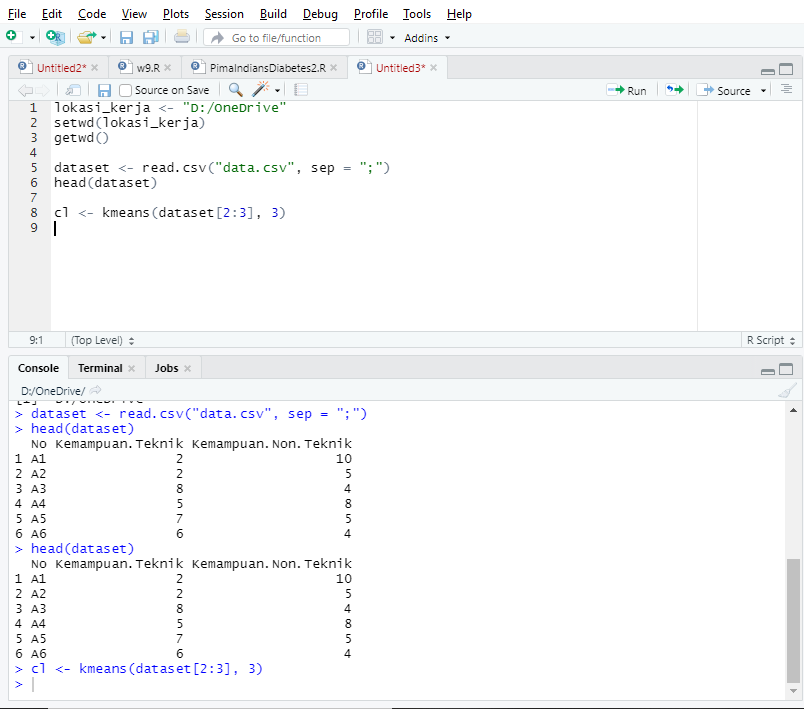 File Edit Code View Plots Session Build Debug Profile Tools Help
Go to file/function Addins
Untitled2* w9.R PimaIndiansDiabetes2.R Untitled3*
Source on Save Run Source
1 lokasi_kerja <- "D:/OneDrive"
2 setwd(lokasi_kerja)
3 getwd()
4
5 dataset <- read.csv("data.csv", sep = ";")
6 head(dataset)
7
8 cl <- kmeans(dataset[2:3], 3)
9
9:1 (Top Level) R Script
Console Terminal Jobs
D:/OneDrive/
[1] "D:/OneDrive"
> dataset <- read.csv("data.csv", sep = ";")
> head(dataset)
No Kemampuan.Teknik Kemampuan.Non.Teknik
1 A1 2 10
2 A2 2 5
3 A3 8 4
4 A4 5 8
5 A5 7 5
6 A6 6 4
> head(dataset)
No Kemampuan.Teknik Kemampuan.Non.Teknik
1 A1 2 10
2 A2 2 5
3 A3 8 4
4 A4 5 8
5 A5 7 5
6 A6 6 4
> cl <- kmeans(dataset[2:3], 3)
>